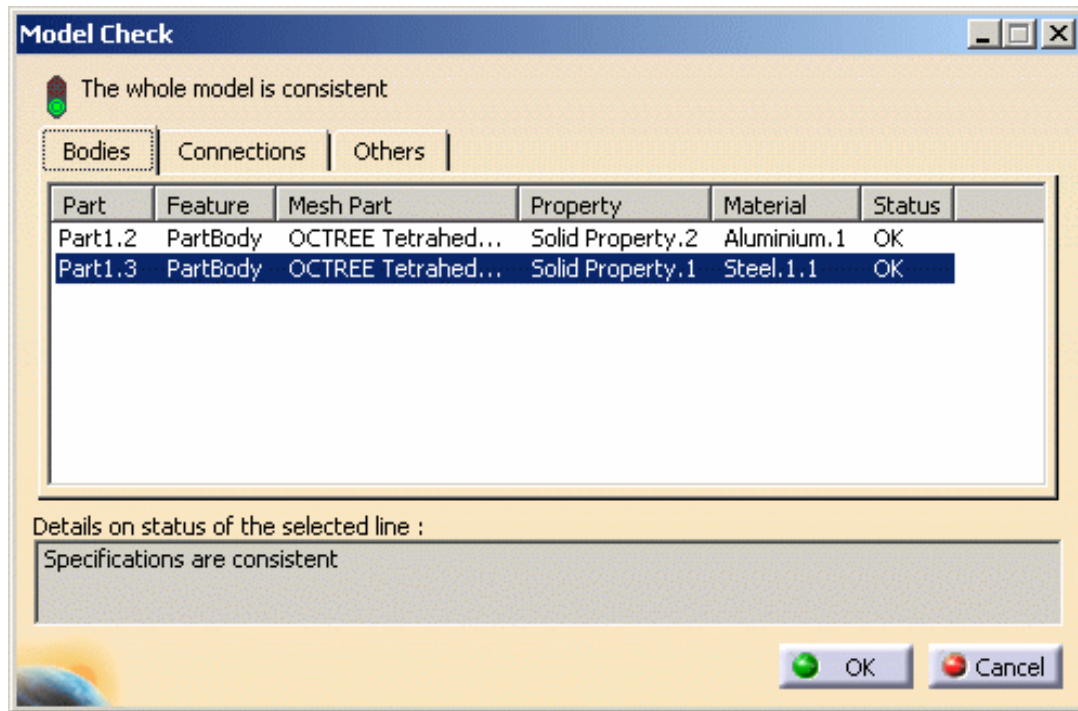 Model Check
The whole model is consistent
Bodies Connections Others
Part Feature Mesh Part Property Material Status
Part1.2 PartBody OCTREE Tetrahed... Solid Property.2 Aluminium.1 OK
Part1.3 PartBody OCTREE Tetrahed... Solid Property.1 Steel.1.1 OK
Details on status of the selected line :
Specifications are consistent
OK Cancel